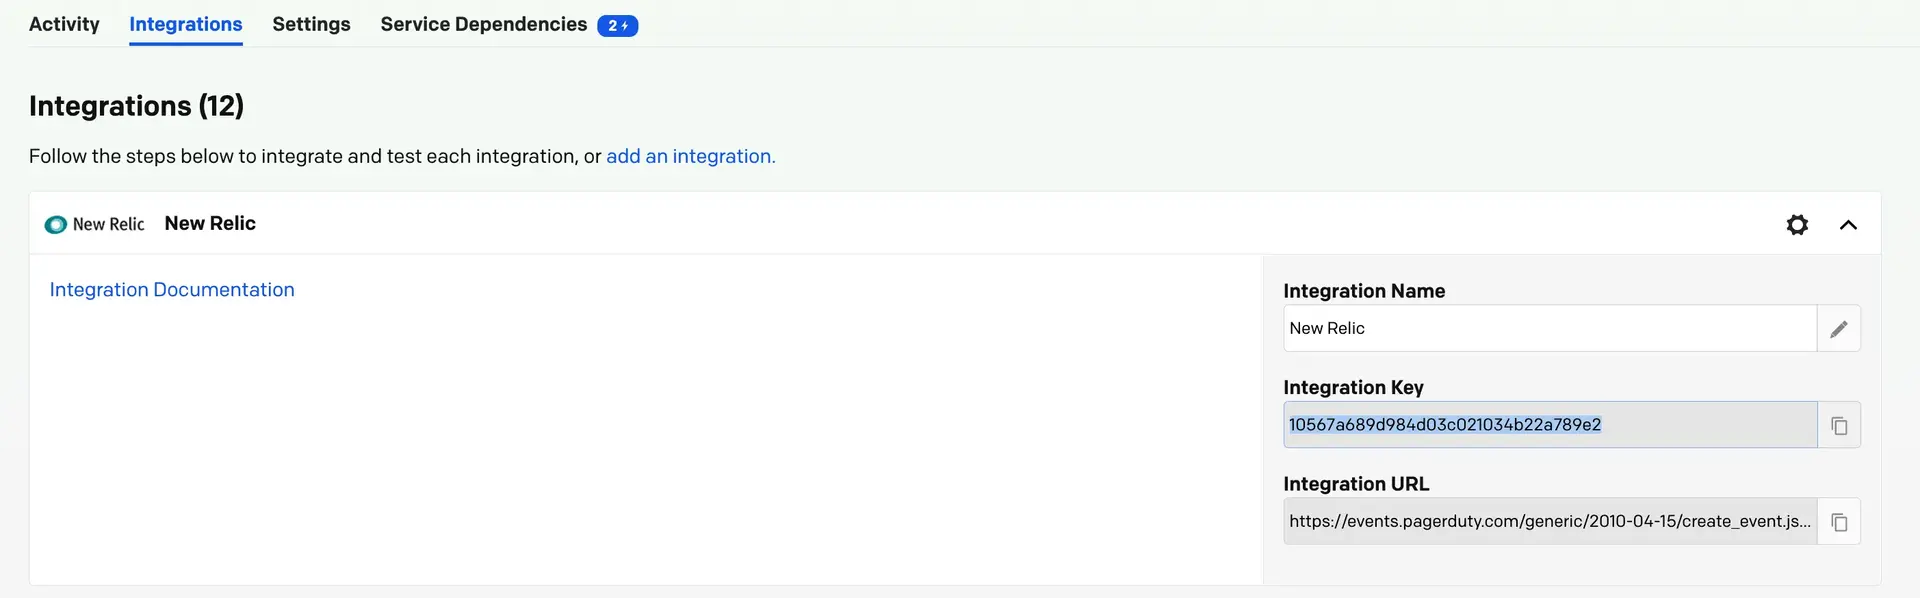 Activity Integrations Settings Service Dependencies 2
Integrations (12)
Follow the steps below to integrate and test each integration, or add an integration.
New Relic New Relic
Integration Documentation
Integration Name
New Relic
Integration Key
10567a689d984d03c021034b22a789e2
Integration URL
https://events.pagerduty.com/generic/2010-04-15/create_event.js...